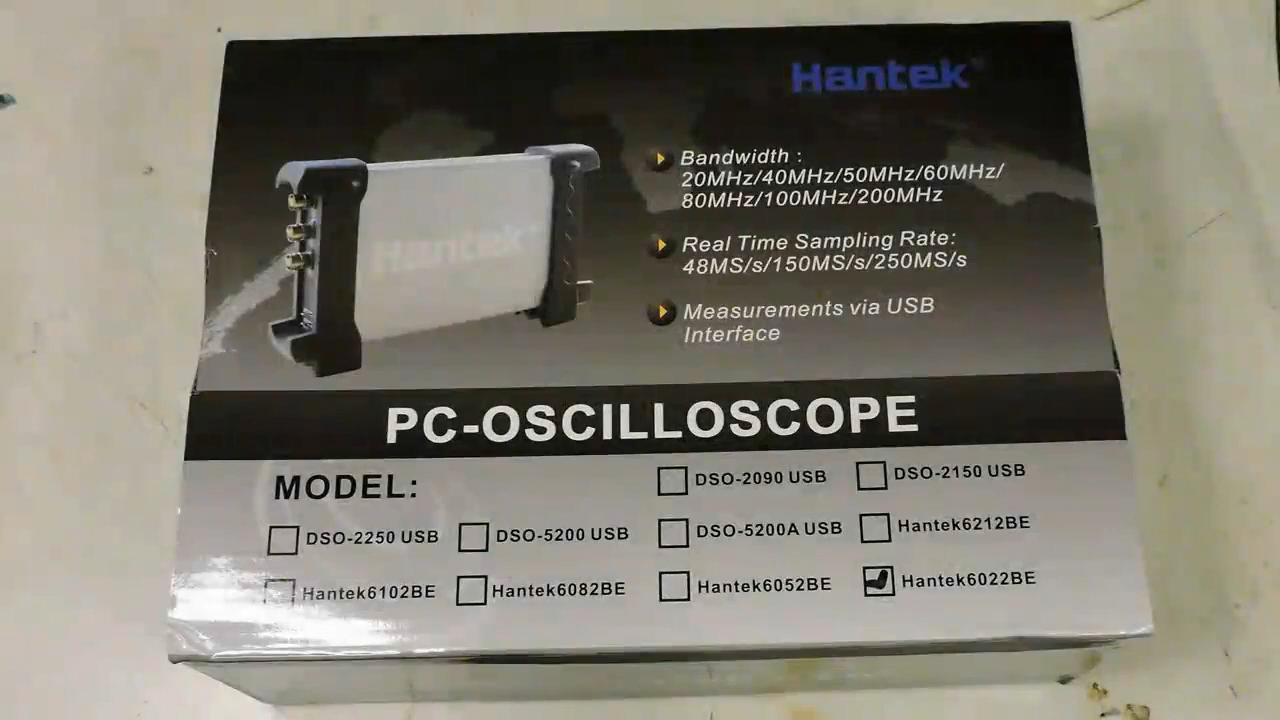 Hantek
Bandwidth :
20MHz/40MHz/50MHz/60MHz/
80MHz/100MHz/200MHz
Real Time Sampling Rate:
48MS/s/150MS/s/250MS/s
Measurements via USB
Interface
Hantek
PC-OSCILLOSCOPE
MODEL:
DSO-2090 USB
DSO-2150 USB
DSO-2250 USB
DSO-5200 USB
DSO-5200A USB
Hantek6212BE
Hantek6102BE
Hantek6082BE
Hantek6052BE
Hantek6022BE